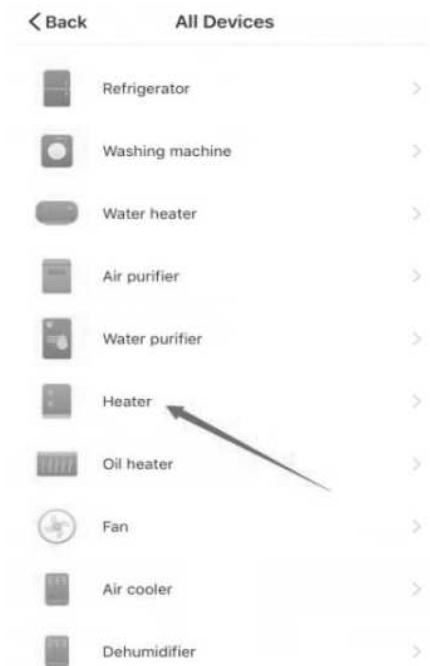 Back All Devices
Refrigerator
Washing machine
Water heater
Air purifier
Water purifier
Heater
Oil heater
Fan
Air cooler
Dehumidifier